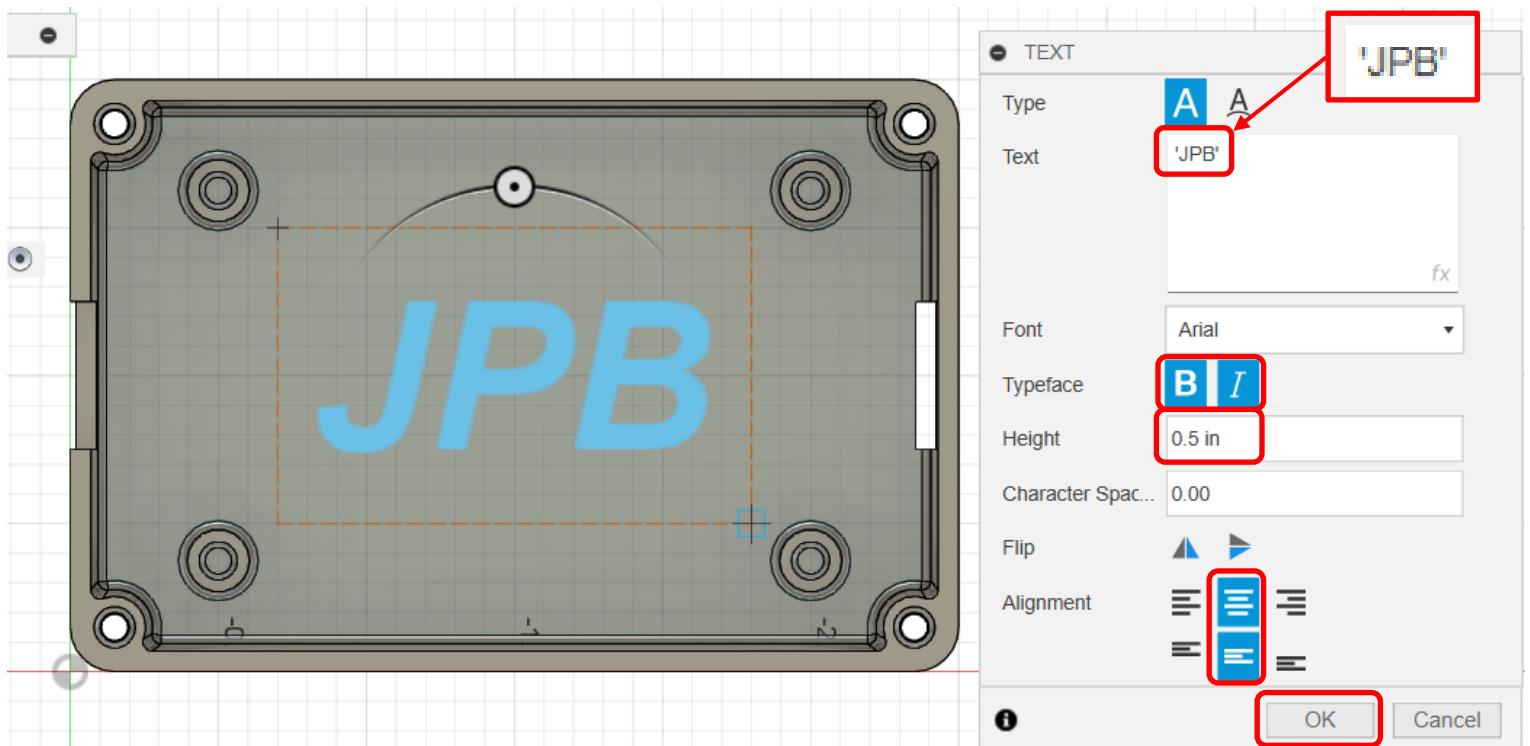 TEXT
'JPB'
Type A A
Text 'JPB'
fx
Font Arial
Typeface B I
Height 0.5 in
Character Spac... 0.00
Flip
Alignment
OK Cancel
JPB
-0 -1 -2